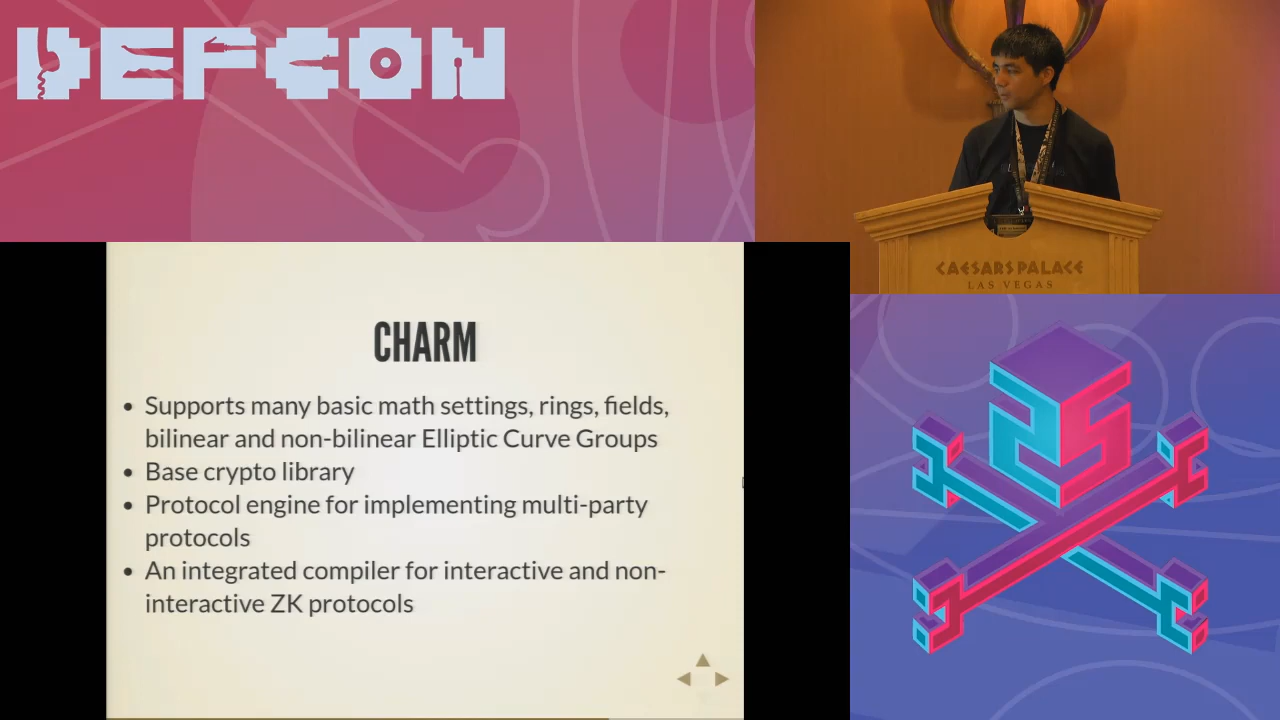 DEFCON
CAESARS PALACE
LAS VEGAS
CHARM
• Supports many basic math settings, rings, fields,
bilinear and non-bilinear Elliptic Curve Groups
• Base crypto library
• Protocol engine for implementing multi-party
protocols
• An integrated compiler for interactive and non-
interactive ZK protocols
25